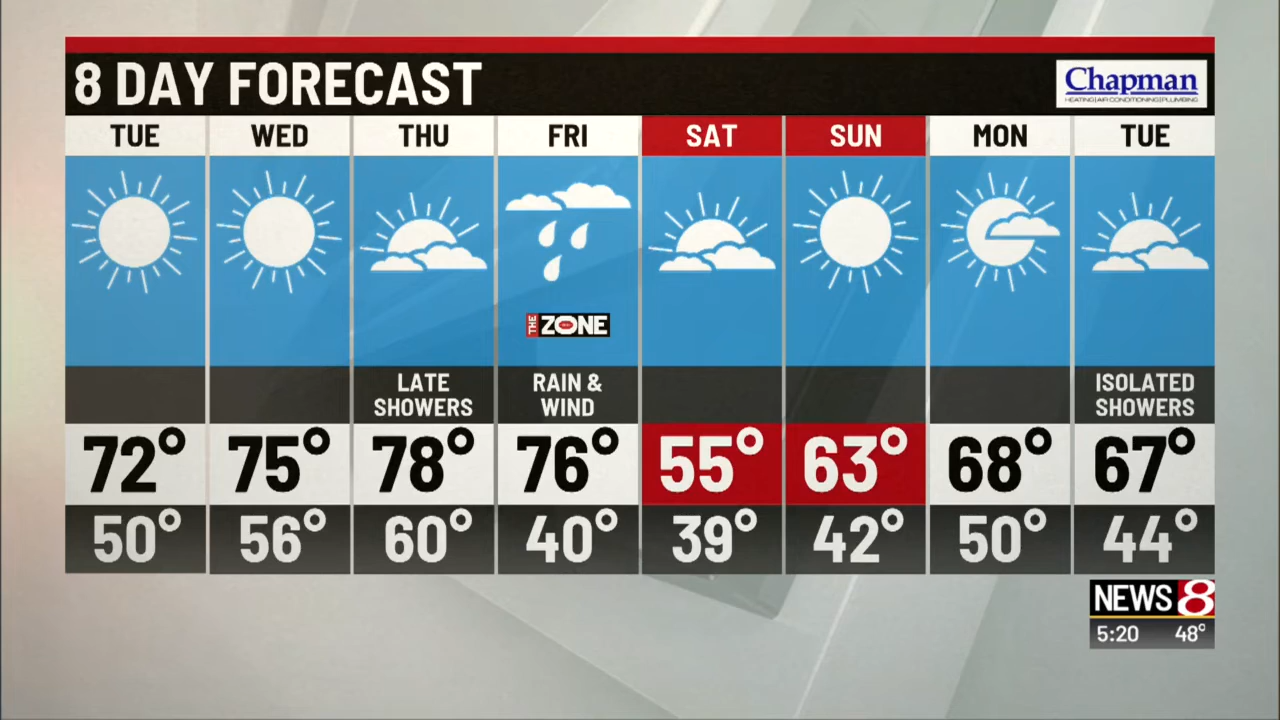 8 DAY FORECAST
Chapman
HEATING|AIR CONDITIONING|PLUMBING
TUE WED THU FRI SAT SUN MON TUE
THE ZONE
LATE SHOWERS
RAIN & WIND
ISOLATED SHOWERS
72° 75° 78° 76° 55° 63° 68° 67°
50° 56° 60° 40° 39° 42° 50° 44°
NEWS 8
5:20 48°